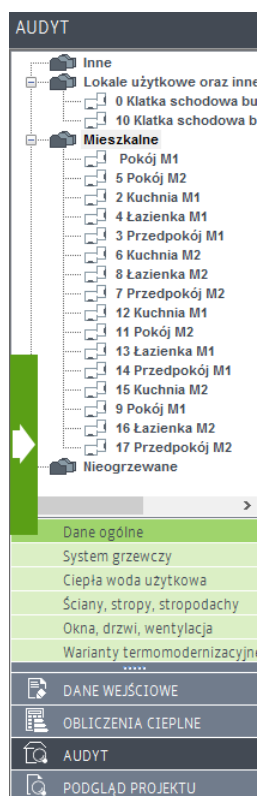 AUDYT
Inne
Lokale użytkowe oraz inne
0 Klatka schodowa bu
10 Klatka schodowa b
Mieszkalne
Pokój M1
5 Pokój M2
2 Kuchnia M1
4 Łazienka M1
3 Przedpokój M1
6 Kuchnia M2
8 Łazienka M2
7 Przedpokój M2
12 Kuchnia M1
11 Pokój M2
13 Łazienka M1
14 Przedpokój M1
15 Kuchnia M2
9 Pokój M1
16 Łazienka M2
17 Przedpokój M2
Nieogrzewane
Dane ogólne
System grzewczy
Ciepła woda użytkowa
Ściany, stropy, stropodachy
Okna, drzwi, wentylacja
Warianty termomodernizacyjne
DANE WEJŚCIOWE
OBLICZENIA CIEPLNE
AUDYT
PODGLĄD PROJEKTU